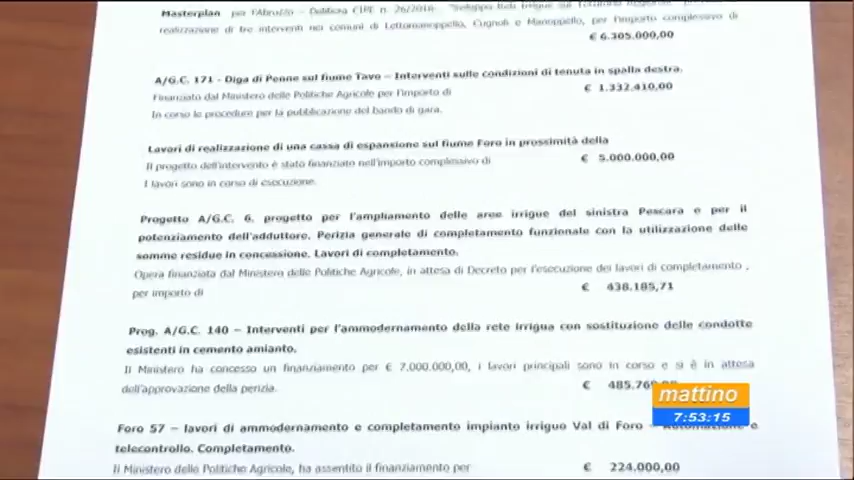 Masterplan per l'Abruzzo - Delibera CIPE n. 26/2016
realizzazione di tre interventi nei comuni di Lettomanoppello, Cugnoli e Manoppello, per l'importo complessivo di
€ 6.305.000,00
A/G.C. 171 - Diga di Penne sul fiume Tavo – Interventi sulle condizioni di tenuta in spalla destra.
Finanziato dal Ministero delle Politiche Agricole per l'importo di € 1.332.410,00
In corso le procedure per la pubblicazione del bando di gara.
Lavori di realizzazione di una cassa di espansione sul fiume Foro in prossimità della
Il progetto dell'intervento è stato finanziato nell'importo complessivo di € 5.000.000,00
I lavori sono in corso di esecuzione.
Progetto A/G.C. 6. progetto per l'ampliamento delle aree irrigue del sinistra Pescara e per il
potenziamento dell'adduttore. Perizia generale di completamento funzionale con la utilizzazione delle
somme residue in concessione. Lavori di completamento.
Opera finanziata dal Ministero delle Politiche Agricole, in attesa di Decreto per l'esecuzione dei lavori di completamento ,
per importo di € 438.185,71
Prog. A/G.C. 140 – Interventi per l'ammodernamento della rete irrigua con sostituzione delle condotte
esistenti in cemento amianto.
Il Ministero ha concesso un finanziamento per € 7.000.000,00, i lavori principali sono in corso e si è in attesa
dell'approvazione della perizia. €
mattino
7:53:15
Foro 57 – lavori di ammodernamento e completamento impianto irriguo Val di Foro – Automazione e
telecontrollo. Completamento.
Il Ministero delle Politiche Agricole, ha assentito il finanziamento per € 224.000,00